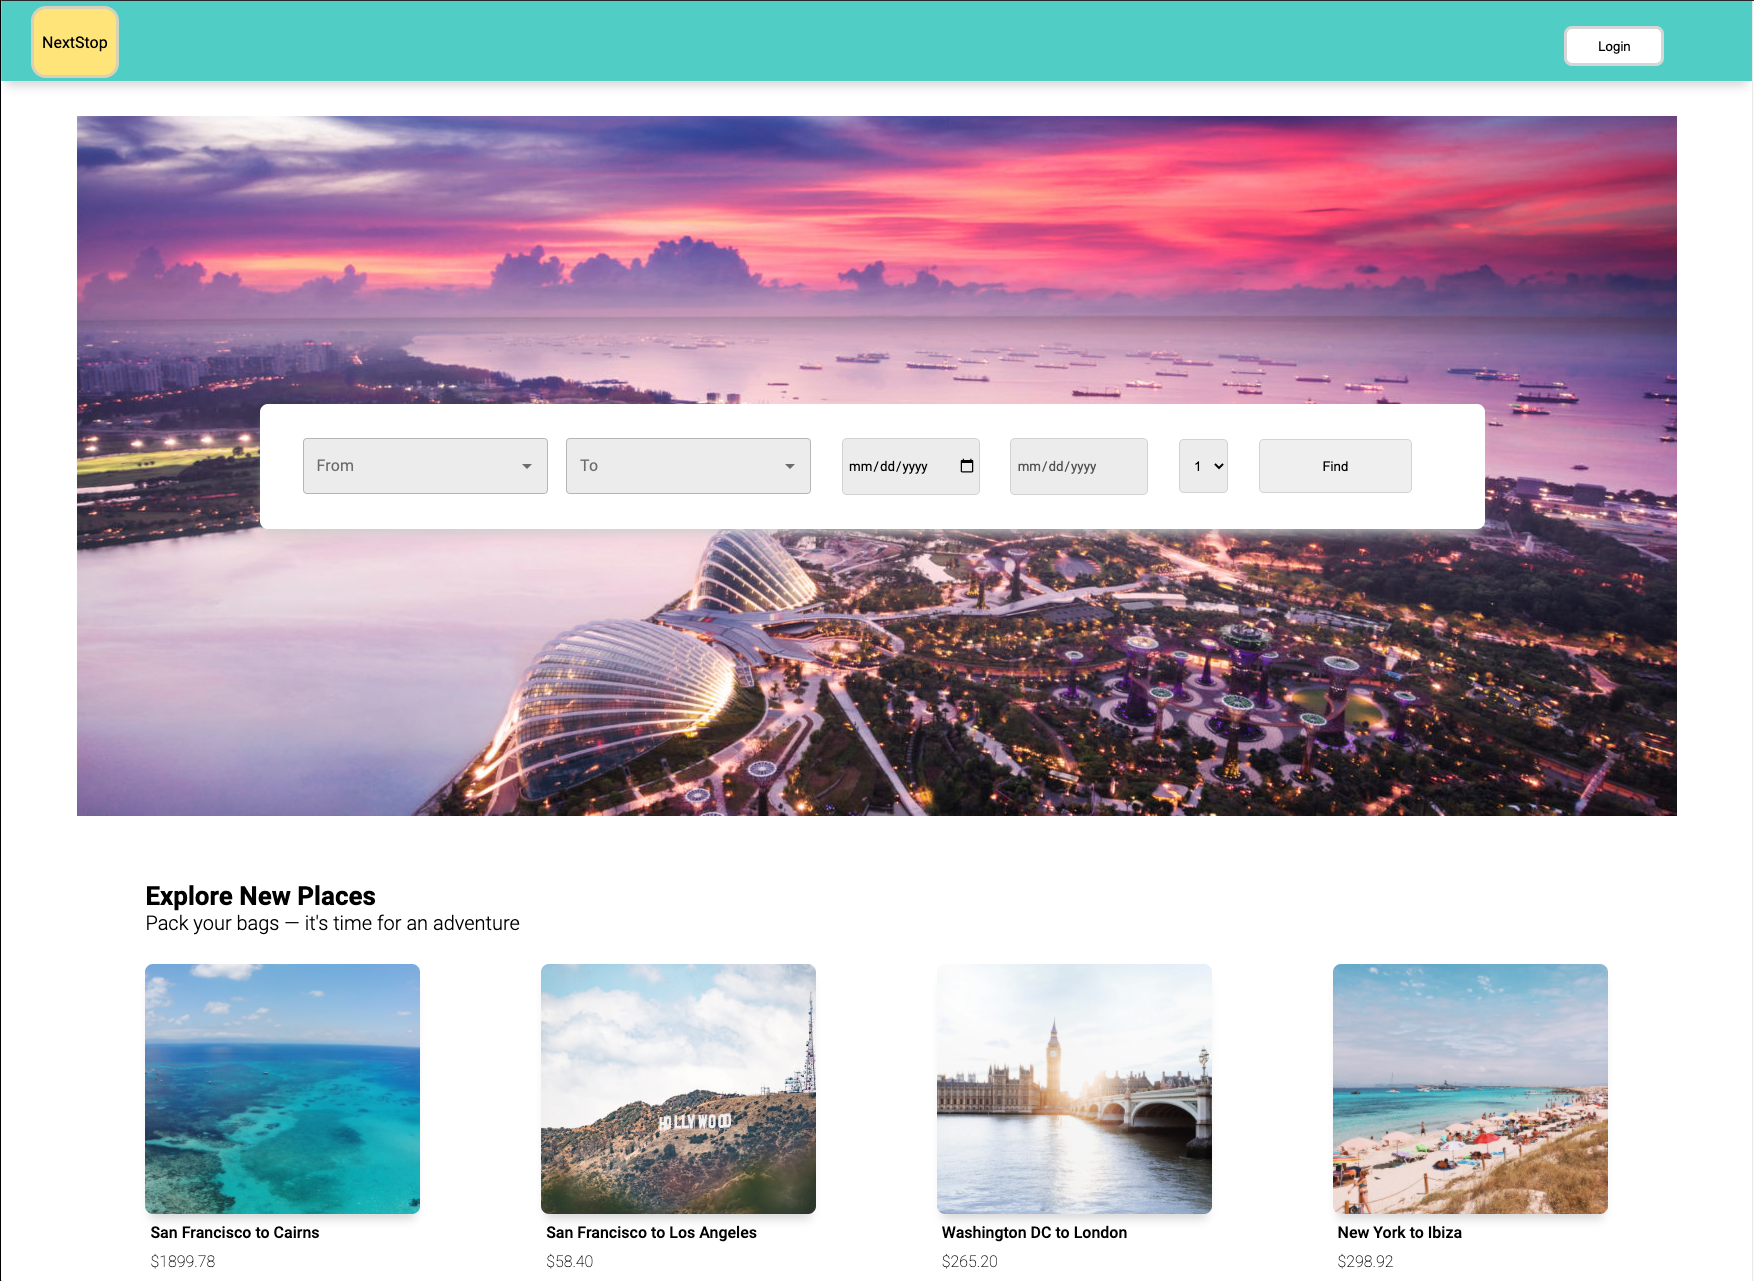 NextStop
Login
From
To
mm/dd/yyyy
mm/dd/yyyy
1
Find
Explore New Places
Pack your bags — it's time for an adventure
HOLLYWOOD
San Francisco to Cairns
San Francisco to Los Angeles
Washington DC to London
New York to Ibiza
$1899.78
$58.40
$265.20
$298.92